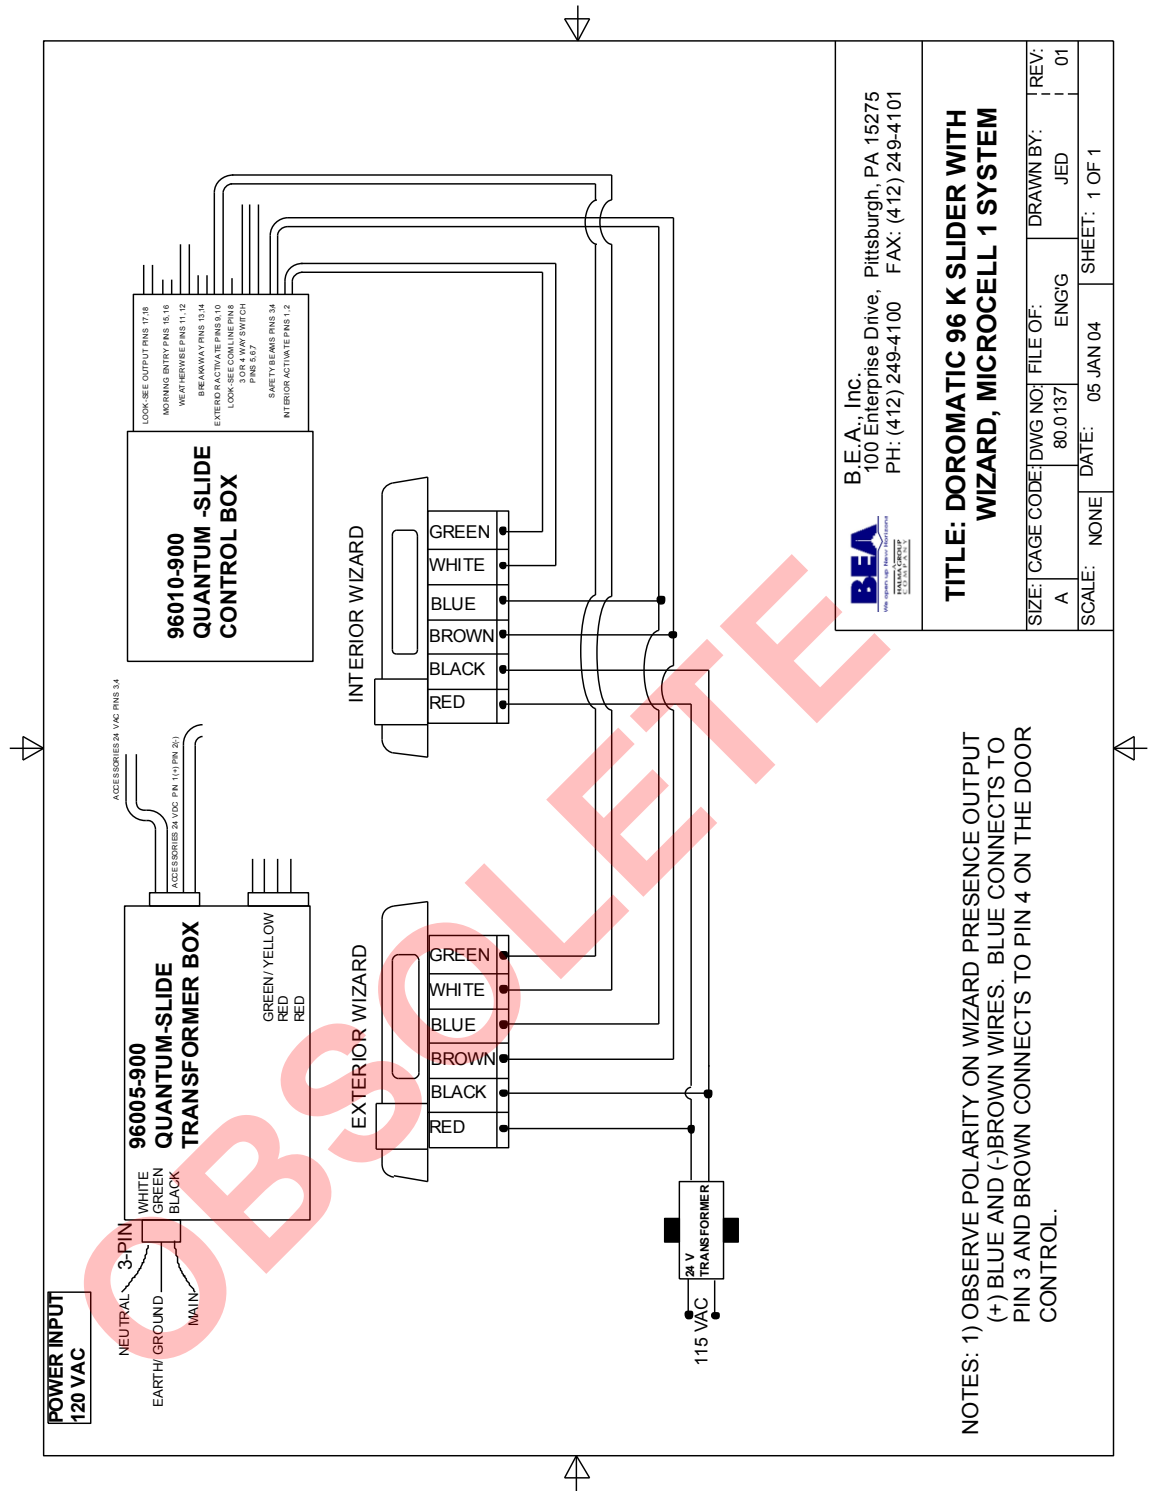 POWER INPUT
120 VAC
NEUTRAL
EARTH/ GROUND
MAIN
3-PIN
WHITE
GREEN
BLACK
96005-900
QUANTUM-SLIDE
TRANSFORMER BOX
GREEN/YELLOW
RED
RED
ACCESSORIES 24 VAC PINS 3,4
ACCESSORIES 24 VDC PIN 1(+) PIN 2(-)
96010-900
QUANTUM -SLIDE
CONTROL BOX
LOOK-SEE OUTPUT PINS 17,18
MORNING ENTRY PINS 15,16
WEATHERWISE PINS 11,12
BREAKAWAY PINS 13,14
EXTERIOR ACTIVATE PINS 9,10
LOOK-SEE COM LINE PIN 8
3 OR 4 WAY SWITCH
PINS 5,6,7
SAFETY BEAMS PINS 3,4
INTERIOR ACTIVATE PINS 1,2
EXTERIOR WIZARD
RED
BLACK
BROWN
BLUE
WHITE
GREEN
INTERIOR WIZARD
RED
BLACK
BROWN
BLUE
WHITE
GREEN
115 VAC
24 V
TRANSFORMER
OBSOLETE
NOTES: 1) OBSERVE POLARITY ON WIZARD PRESENCE OUTPUT
(+) BLUE AND (-)BROWN WIRES. BLUE CONNECTS TO
PIN 3 AND BROWN CONNECTS TO PIN 4 ON THE DOOR
CONTROL.
BEA
We open up New Horizons
A
HALMA GROUP
COMPANY
B.E.A., Inc.
100 Enterprise Drive, Pittsburgh, PA 15275
PH: (412) 249-4100 FAX: (412) 249-4101
TITLE: DOROMATIC 96 K SLIDER WITH
WIZARD, MICROCELL 1 SYSTEM
SIZE: CAGE CODE: DWG NO: FILE OF: DRAWN BY: REV:
A 80.0137 ENG'G JED 01
SCALE: NONE DATE: 05 JAN 04 SHEET: 1 OF 1